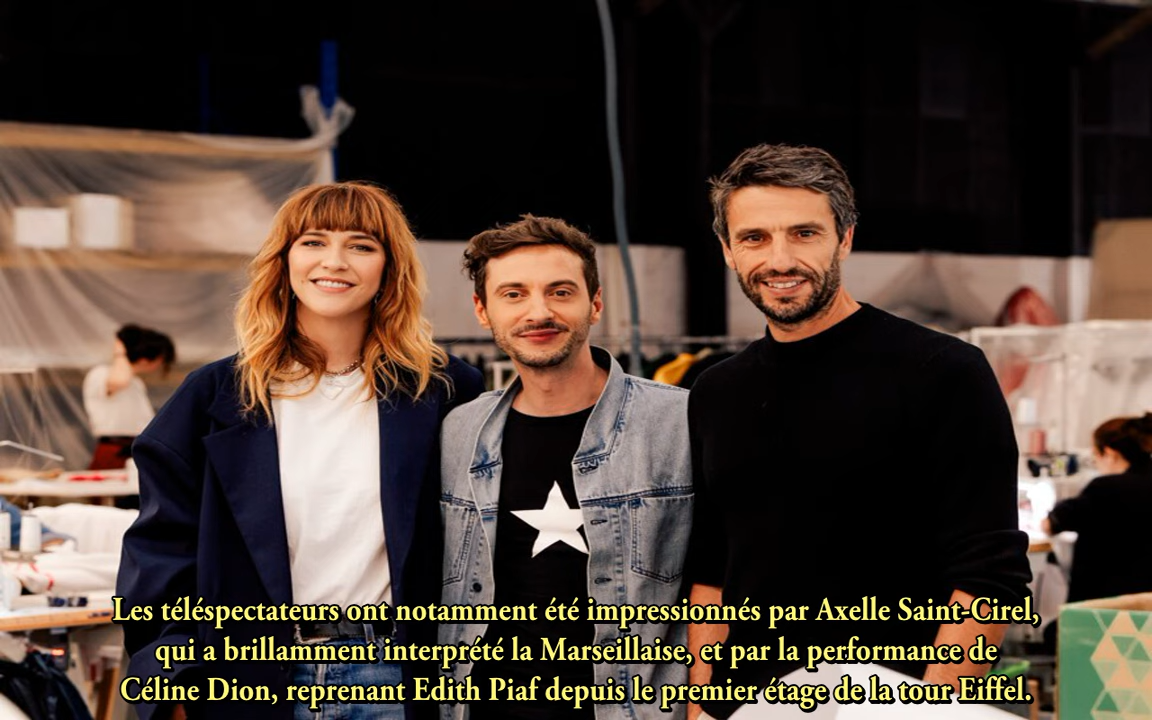 Les téléspectateurs ont notamment été impressionnés par Axelle Saint-Cirel,
qui a brillamment interprété la Marseillaise, et par la performance de
Céline Dion, reprenant Edith Piaf depuis le premier étage de la tour Eiffel.